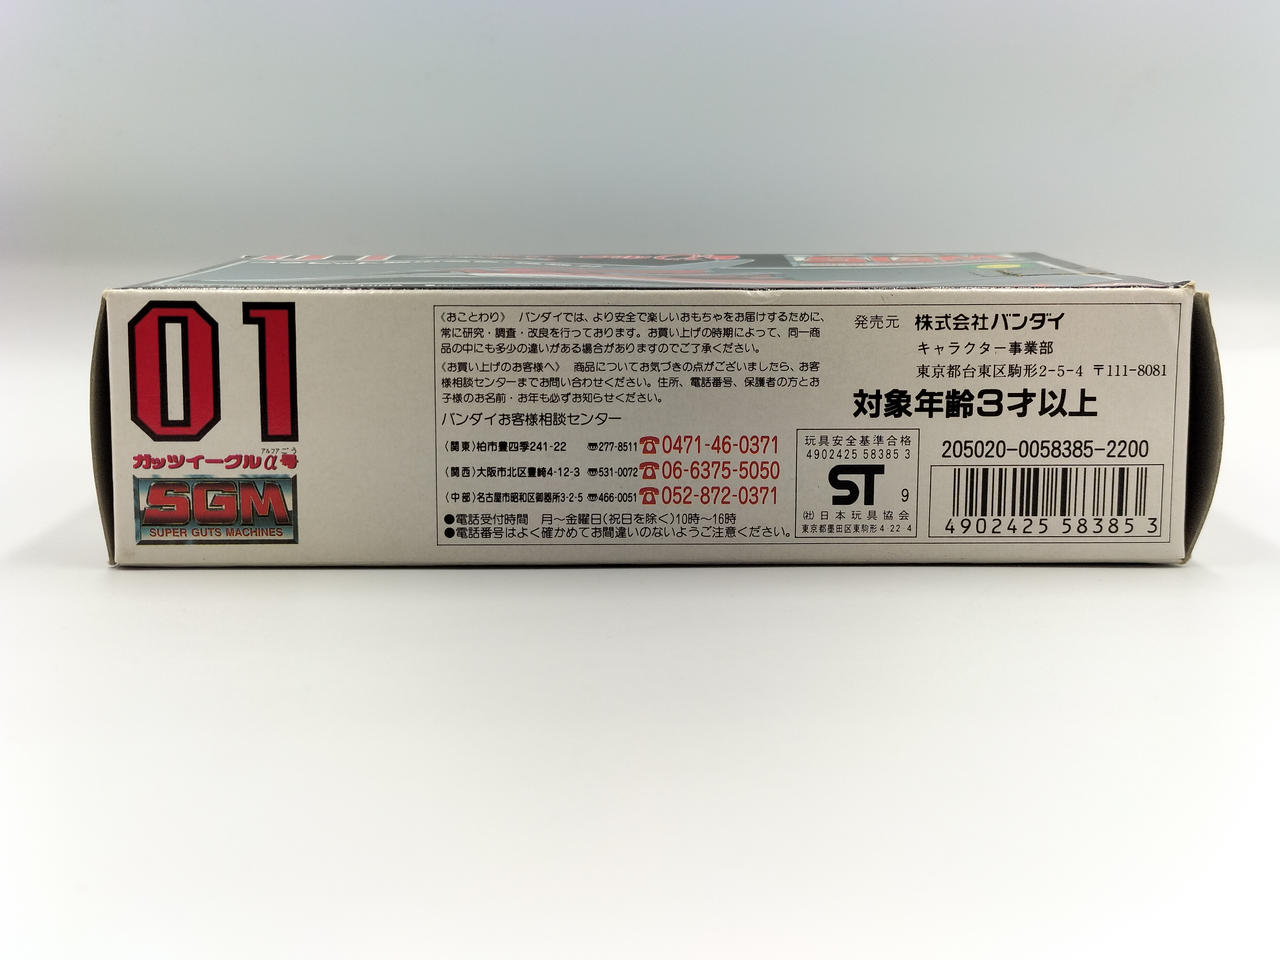 01
アルファ ごう
ガッツイーグルα号
SGM
SUPER GUTS MACHINES
《おことわり》 バンダイでは、より安全で楽しいおもちゃをお届けするために、
常に研究・調査・改良を行っております。お買い上げの時期によって、同一商
品の中にも多少の違いがある場合がありますのでご了承ください。
《お買い上げのお客様へ》 商品についてお気づきの点がございましたら、お客
様相談センターまでお問い合わせください。住所、電話番号、保護者の方とお
子様のお名前・お年も必ずお知らせください。
バンダイお客様相談センター
(関東)柏市豊四季241-22 〠277-8511 ☎0471-46-0371
(関西)大阪市北区豊崎4-12-3 〠531-0072 ☎06-6375-5050
(中部)名古屋市昭和区御器所3-2-5 〠466-0051 ☎052-872-0371
●電話受付時間 月〜金曜日(祝日を除く)10時〜16時
●電話番号はよく確かめてお間違いのないようご注意ください。
発売元 株式会社バンダイ
キャラクター事業部
東京都台東区駒形2-5-4 〒111-8081
対象年齢3才以上
玩具安全基準合格
4902425 58385 3
ST 9
㈳日本玩具協会
東京都墨田区東駒形4-22-4
205020-0058385-2200
4902425 58385 3